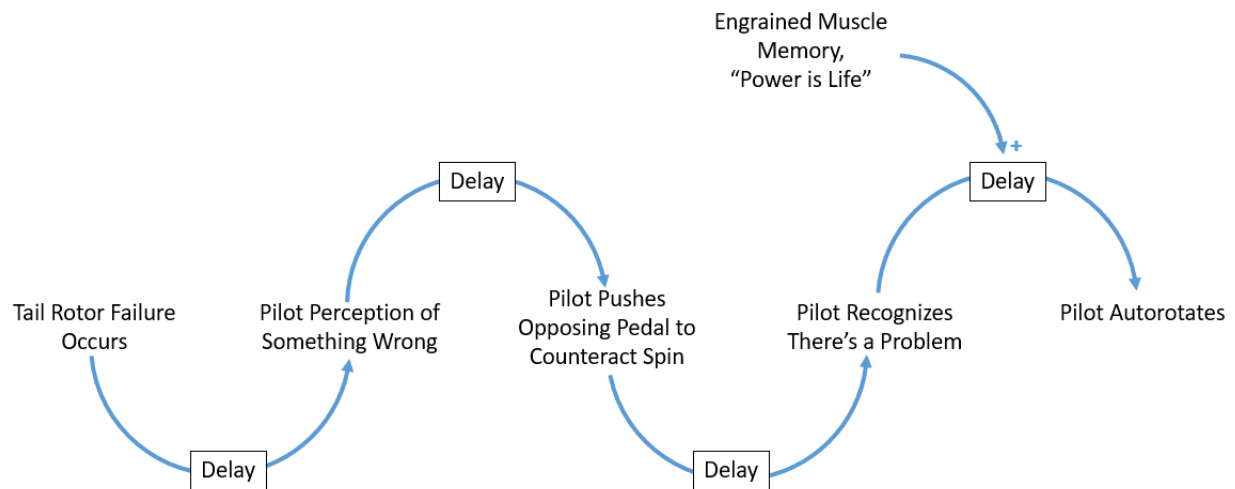 Engrained Muscle
Memory,
“Power is Life”
+
Delay
Delay
Tail Rotor Failure
Occurs
Pilot Perception of
Something Wrong
Pilot Pushes
Opposing Pedal to
Counteract Spin
Pilot Recognizes
There’s a Problem
Pilot Autorotates
Delay
Delay